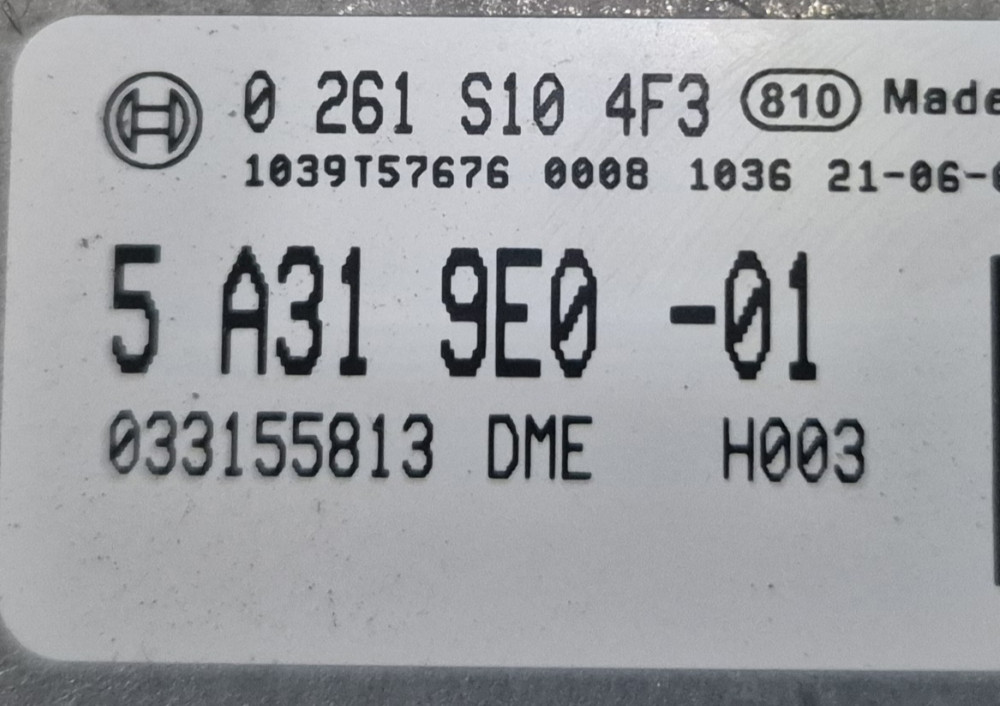 0 261 S10 4F3 810 Made
1039T57676 0008 1036 21-06-
5 A31 9E0 -01
033155813 DME H003